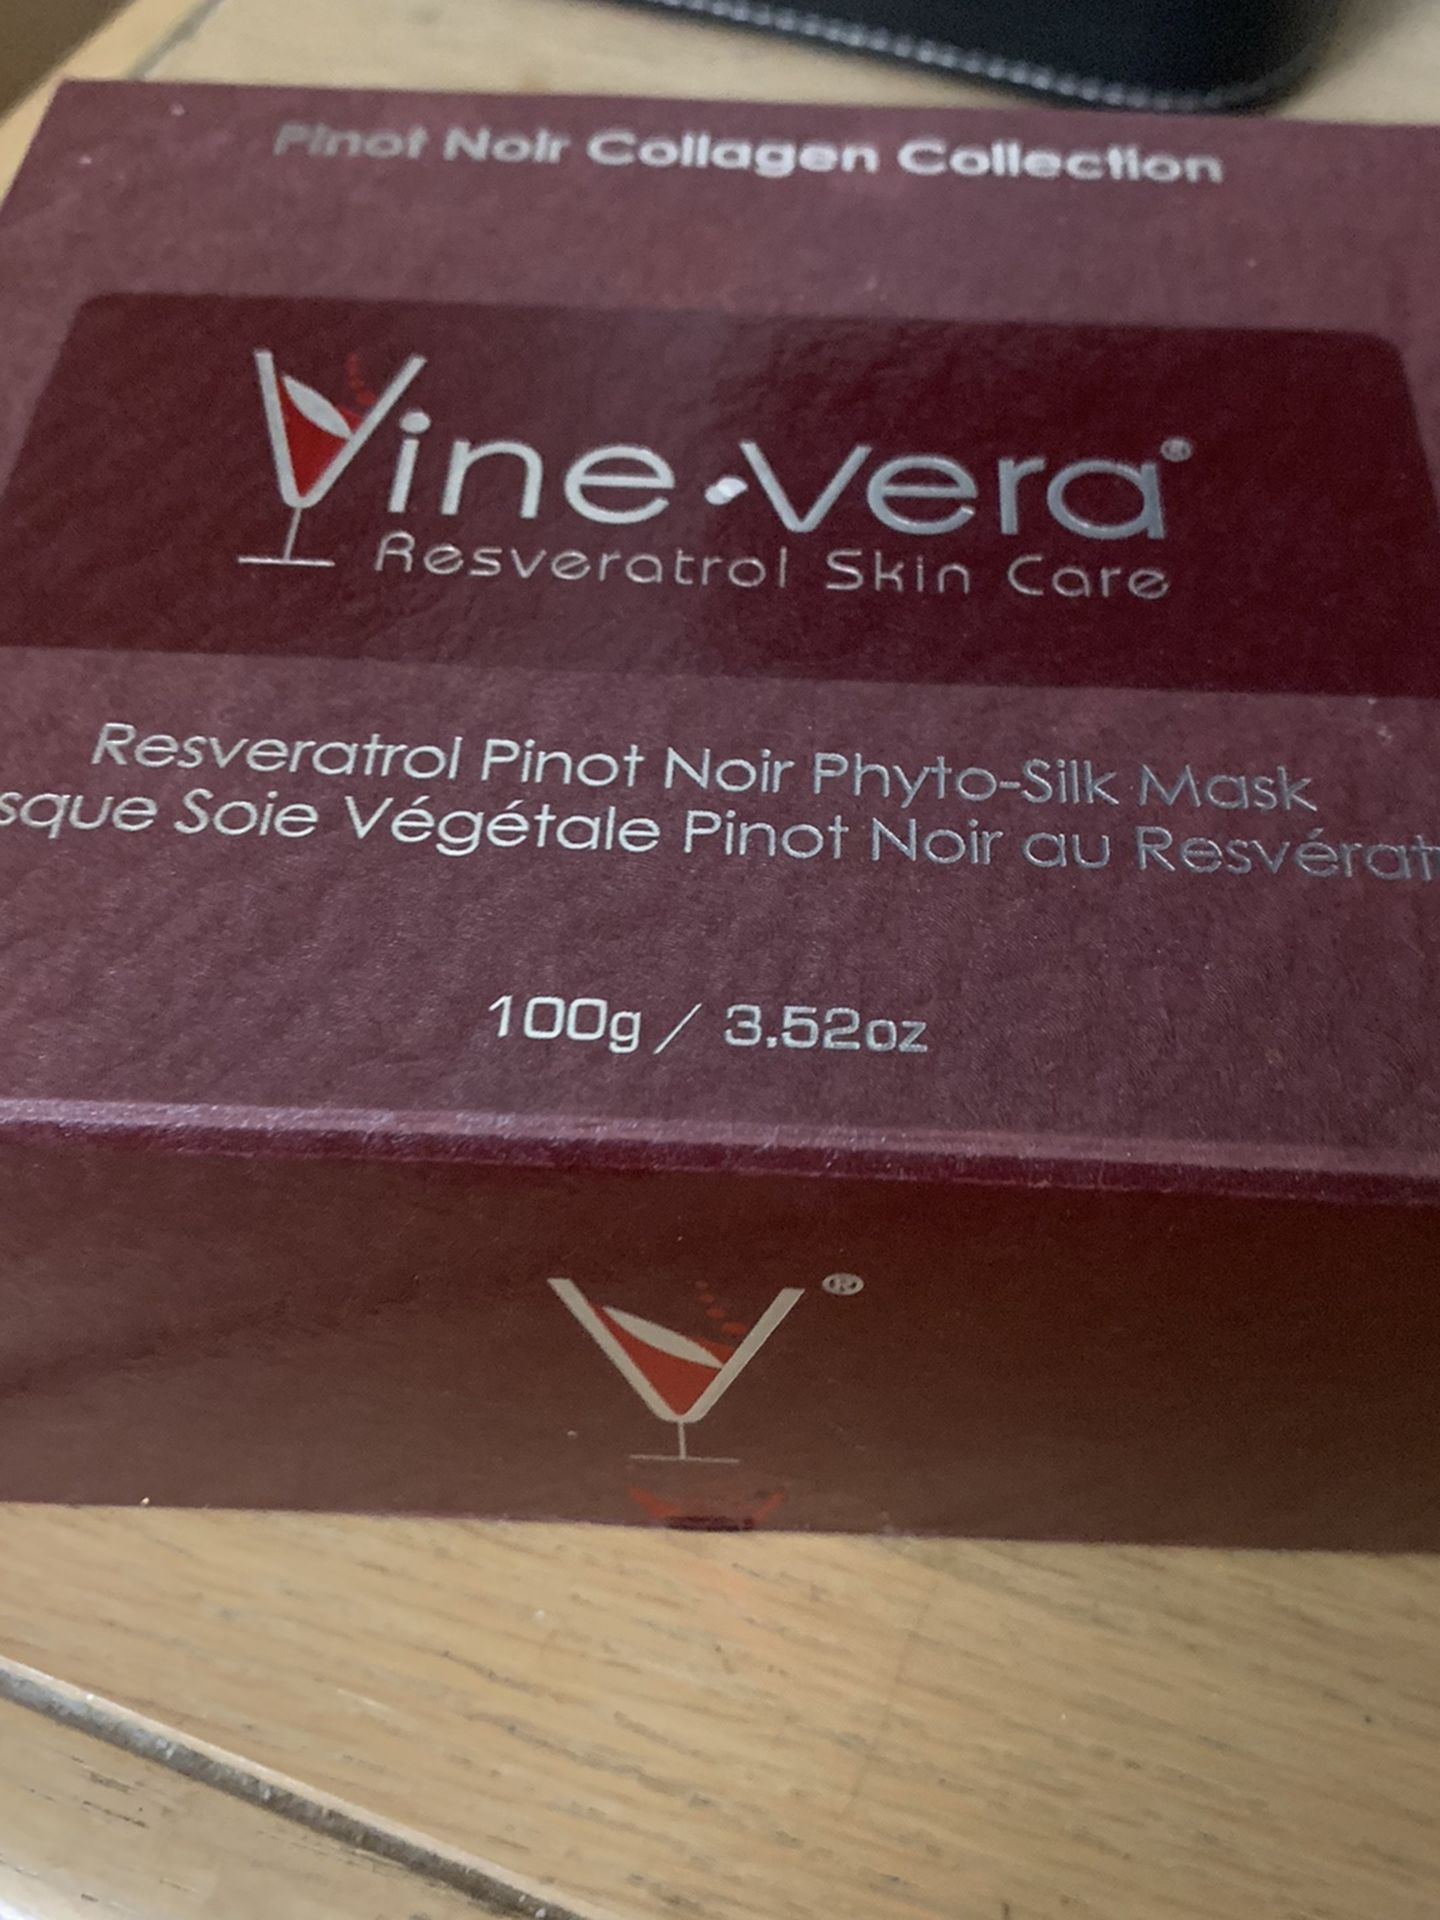 Pinot Noir Collagen Collection
Vine·vera®
Resveratrol Skin Care
Resveratrol Pinot Noir Phyto-Silk Mask
sque Soie Végétale Pinot Noir au Resvérat
100g / 3.52oz
V®